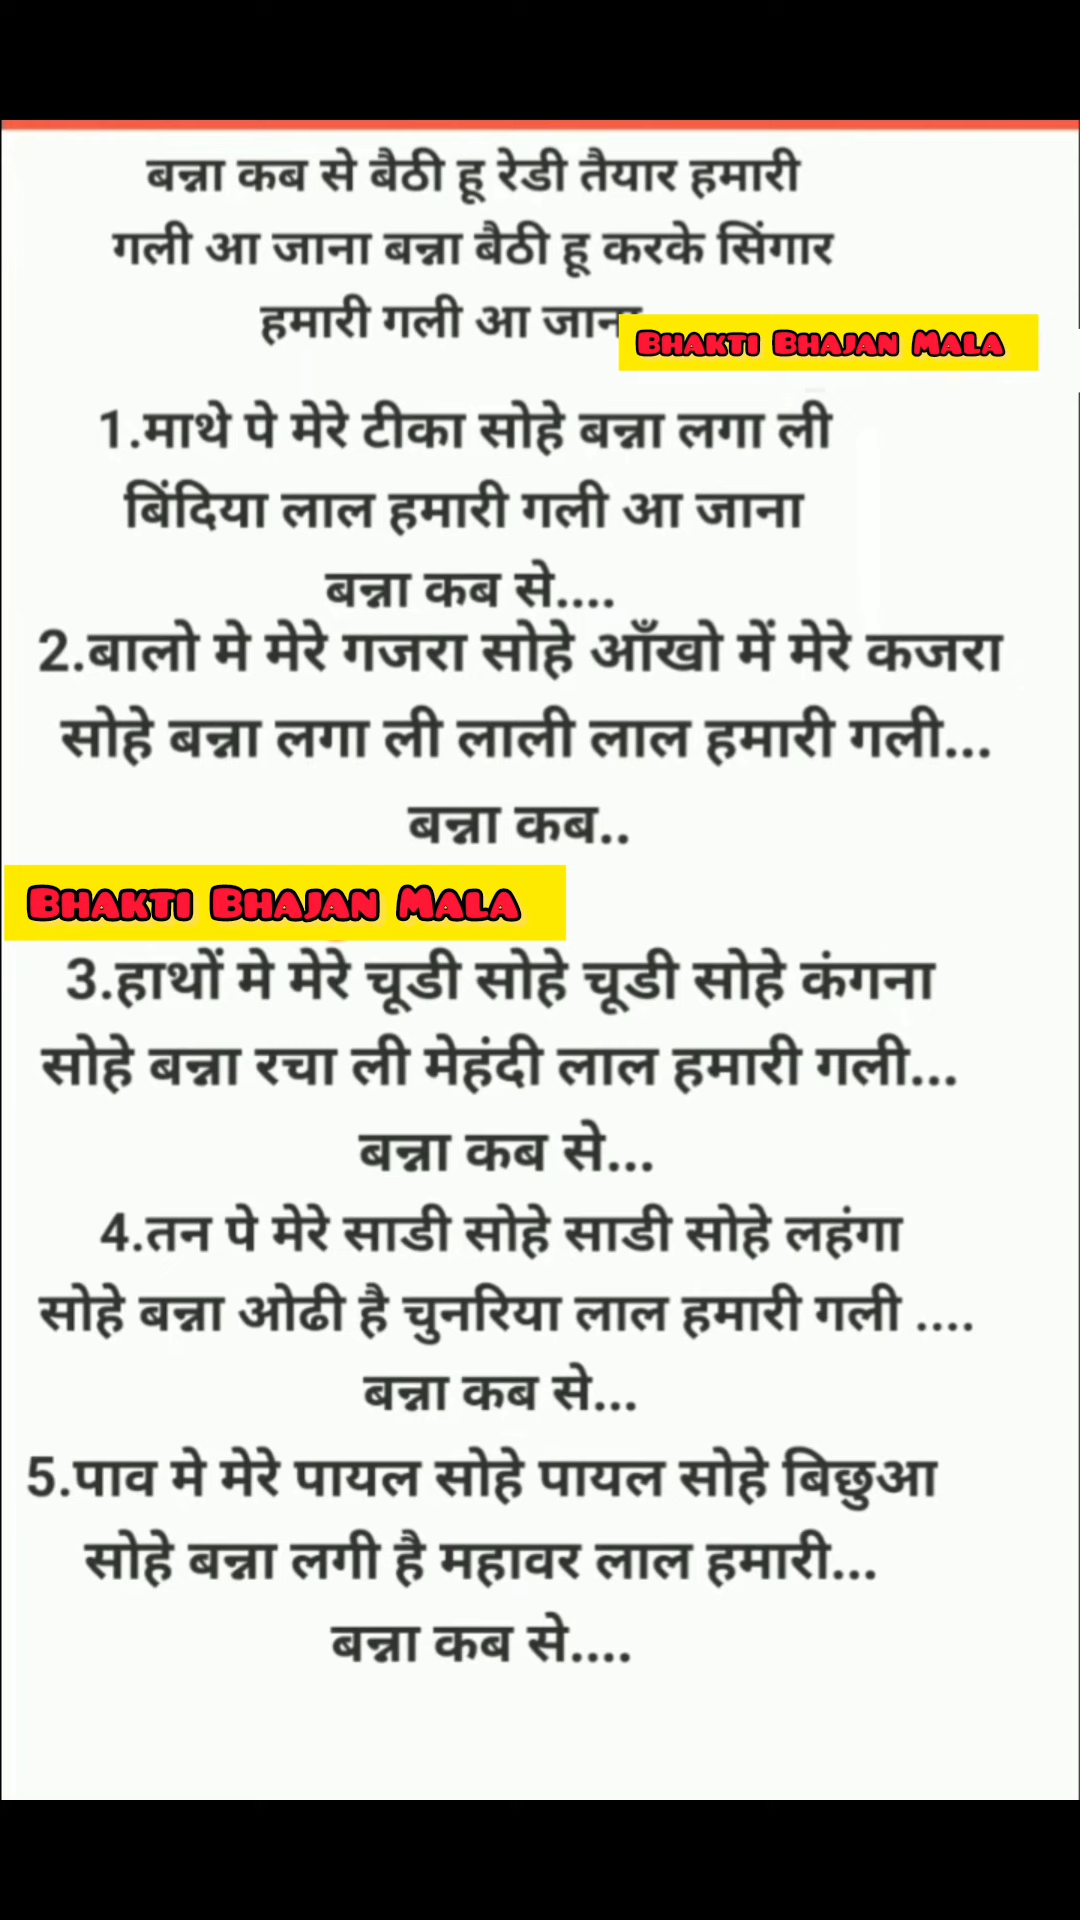 बन्ना कब से बैठी हू रेडी तैयार हमारी
गली आ जाना बन्ना बैठी हू करके सिंगार
हमारी गली आ जाना
Bhakti Bhajan Mala
1.माथे पे मेरे टीका सोहे बन्ना लगा ली
बिंदिया लाल हमारी गली आ जाना
बन्ना कब से....
2.बालो मे मेरे गजरा सोहे आँखो में मेरे कजरा
सोहे बन्ना लगा ली लाली लाल हमारी गली...
बन्ना कब..
Bhakti Bhajan Mala
3.हाथों मे मेरे चूडी सोहे चूडी सोहे कंगना
सोहे बन्ना रचा ली मेहंदी लाल हमारी गली...
बन्ना कब से...
4.तन पे मेरे साडी सोहे साडी सोहे लहंगा
सोहे बन्ना ओढी है चुनरिया लाल हमारी गली ....
बन्ना कब से...
5.पाव मे मेरे पायल सोहे पायल सोहे बिछुआ
सोहे बन्ना लगी है महावर लाल हमारी...
बन्ना कब से....